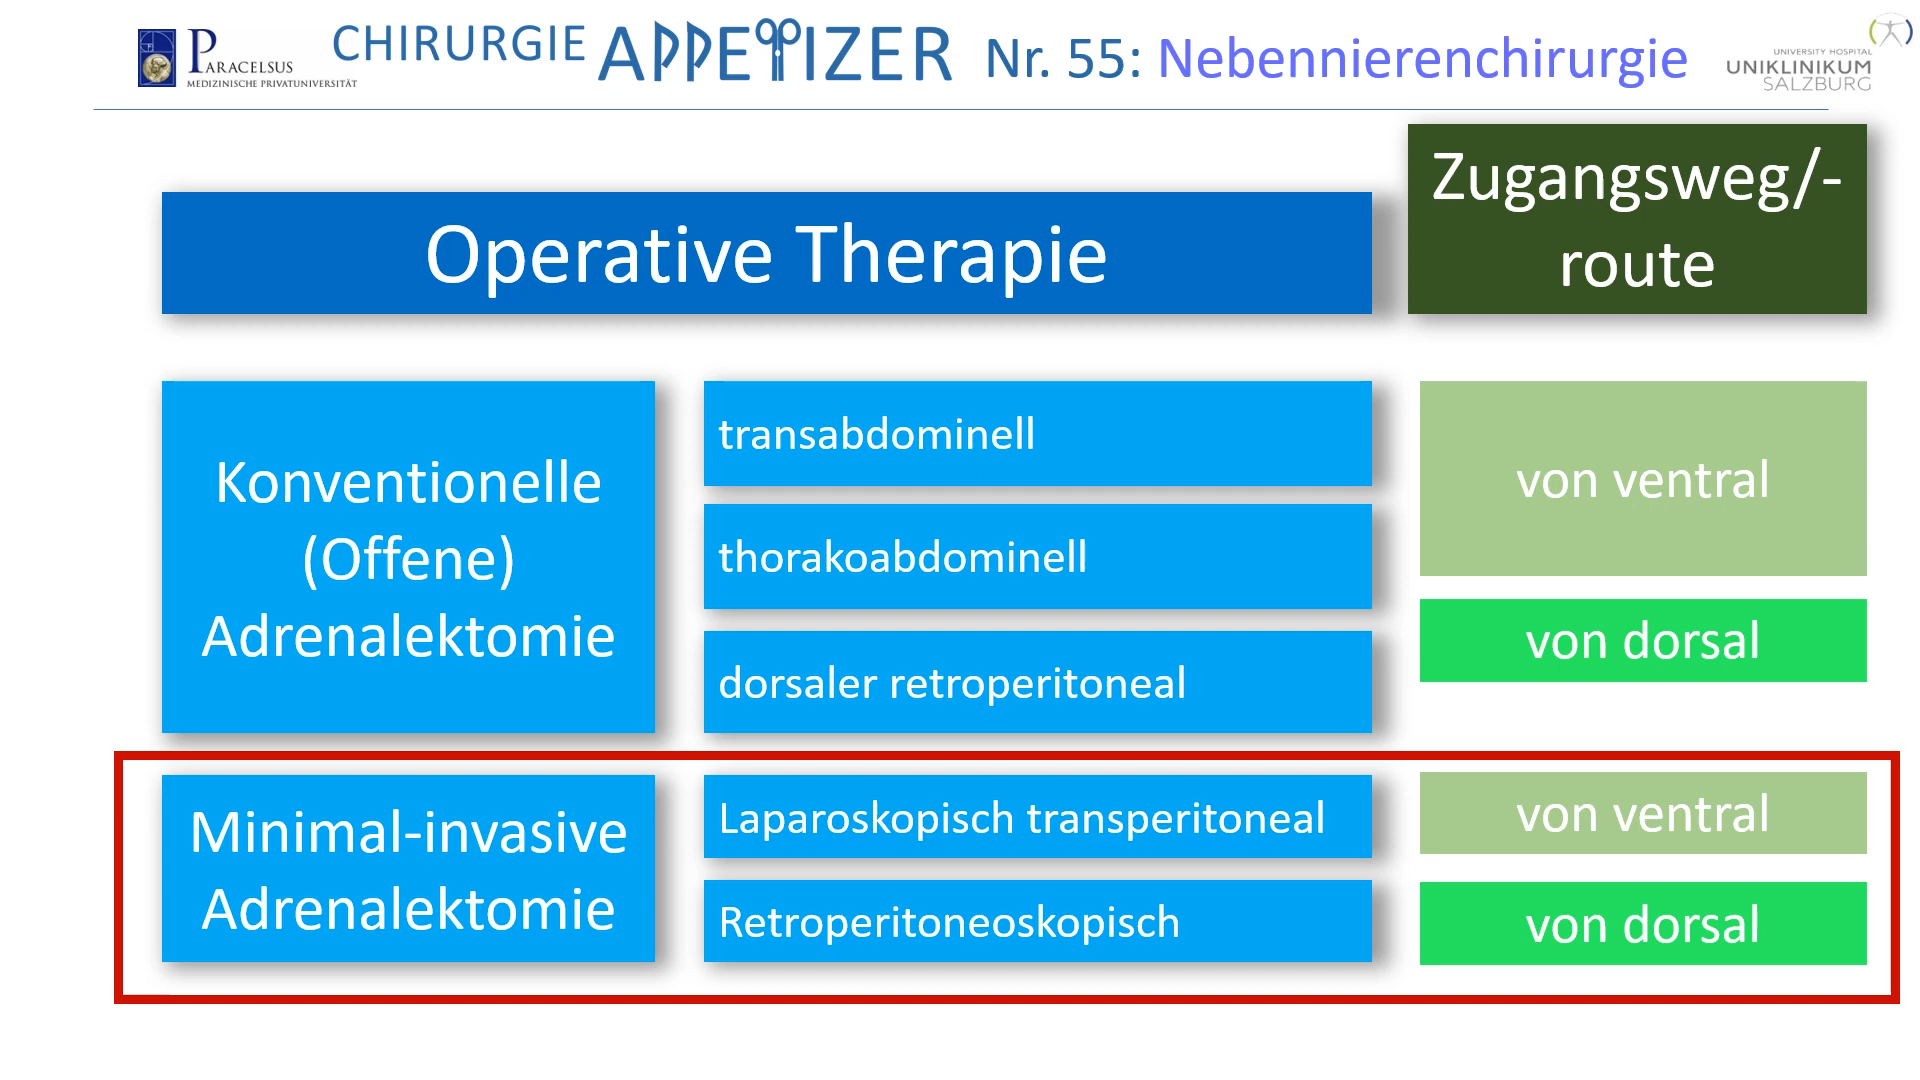 PARACELSUS
MEDIZINISCHE PRIVATUNIVERSITÄT
CHIRURGIE APPETIZER Nr. 55: Nebennierenchirurgie
UNIVERSITY HOSPITAL
UNIKLINIKUM
SALZBURG
Operative Therapie
Zugangsweg/-
route
Konventionelle
(Offene)
Adrenalektomie
transabdominell
thorakoabdominell
dorsaler retroperitoneal
von ventral
von dorsal
Minimal-invasive
Adrenalektomie
Laparoskopisch transperitoneal
Retroperitoneoskopisch
von ventral
von dorsal